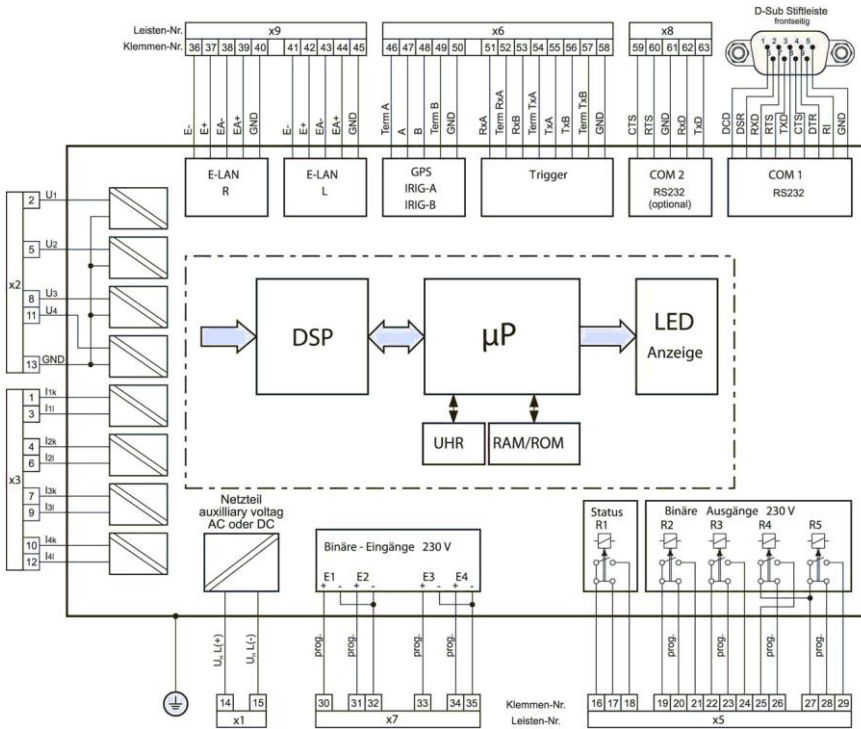 D-Sub Stiftleiste
frontseitig
Leisten-Nr. x9 x6 x8
Klemmen-Nr. 36 37 38 39 40 41 42 43 44 45 46 47 48 49 50 51 52 53 54 55 56 57 58 59 60 61 62 63
1 2 3 4 5
E- E+ EA- EA+ GND E- E+ EA- EA+ GND Term A A B Term B GND RxA Term RxA RxB Term TxA TxA TxB Term TxB GND CTS RTS GND RxD TxD DCD DSR RXD RTS TXD CTS DTR RI GND
E-LAN
R
E-LAN
L
GPS
IRIG-A
IRIG-B
Trigger
COM 2
RS232
(optional)
COM 1
RS232
x2
2 U1
5 U2
8 U3
11 U4
13 GND
x3
1 I1k
3 I1l
4 I2k
6 I2l
7 I3k
9 I3l
10 I4k
12 I4l
DSP
µP
LED
Anzeige
UHR
RAM/ROM
Netzteil
auxilliary voltag
AC oder DC
Binäre - Eingänge 230 V
E1 E2 E3 E4
+ - + - + - + -
Status
R1
Binäre Ausgänge 230 V
R2 R3 R4 R5
UH L(+) UH L(-)
prog. prog. prog. prog. prog. prog. prog. prog.
14 15
x1
30 31 32 33 34 35
x7
Klemmen-Nr. 16 17 18 19 20 21 22 23 24 25 26 27 28 29
Leisten-Nr. x5